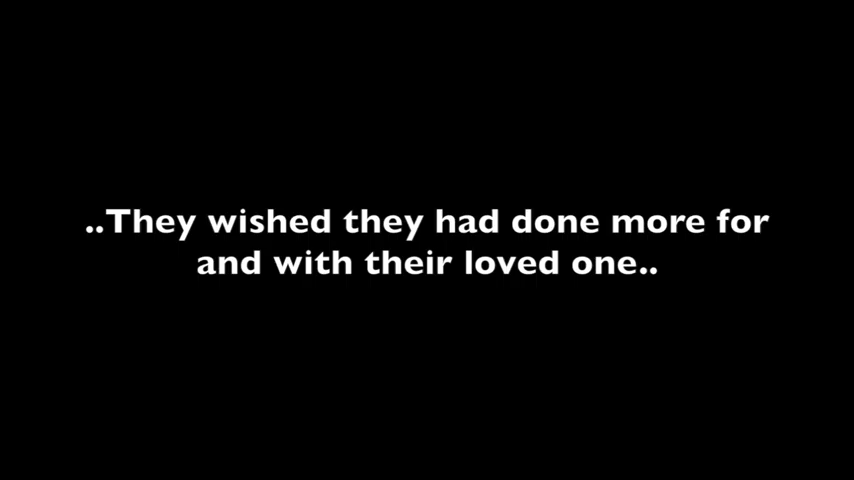 ..They wished they had done more for
and with their loved one..